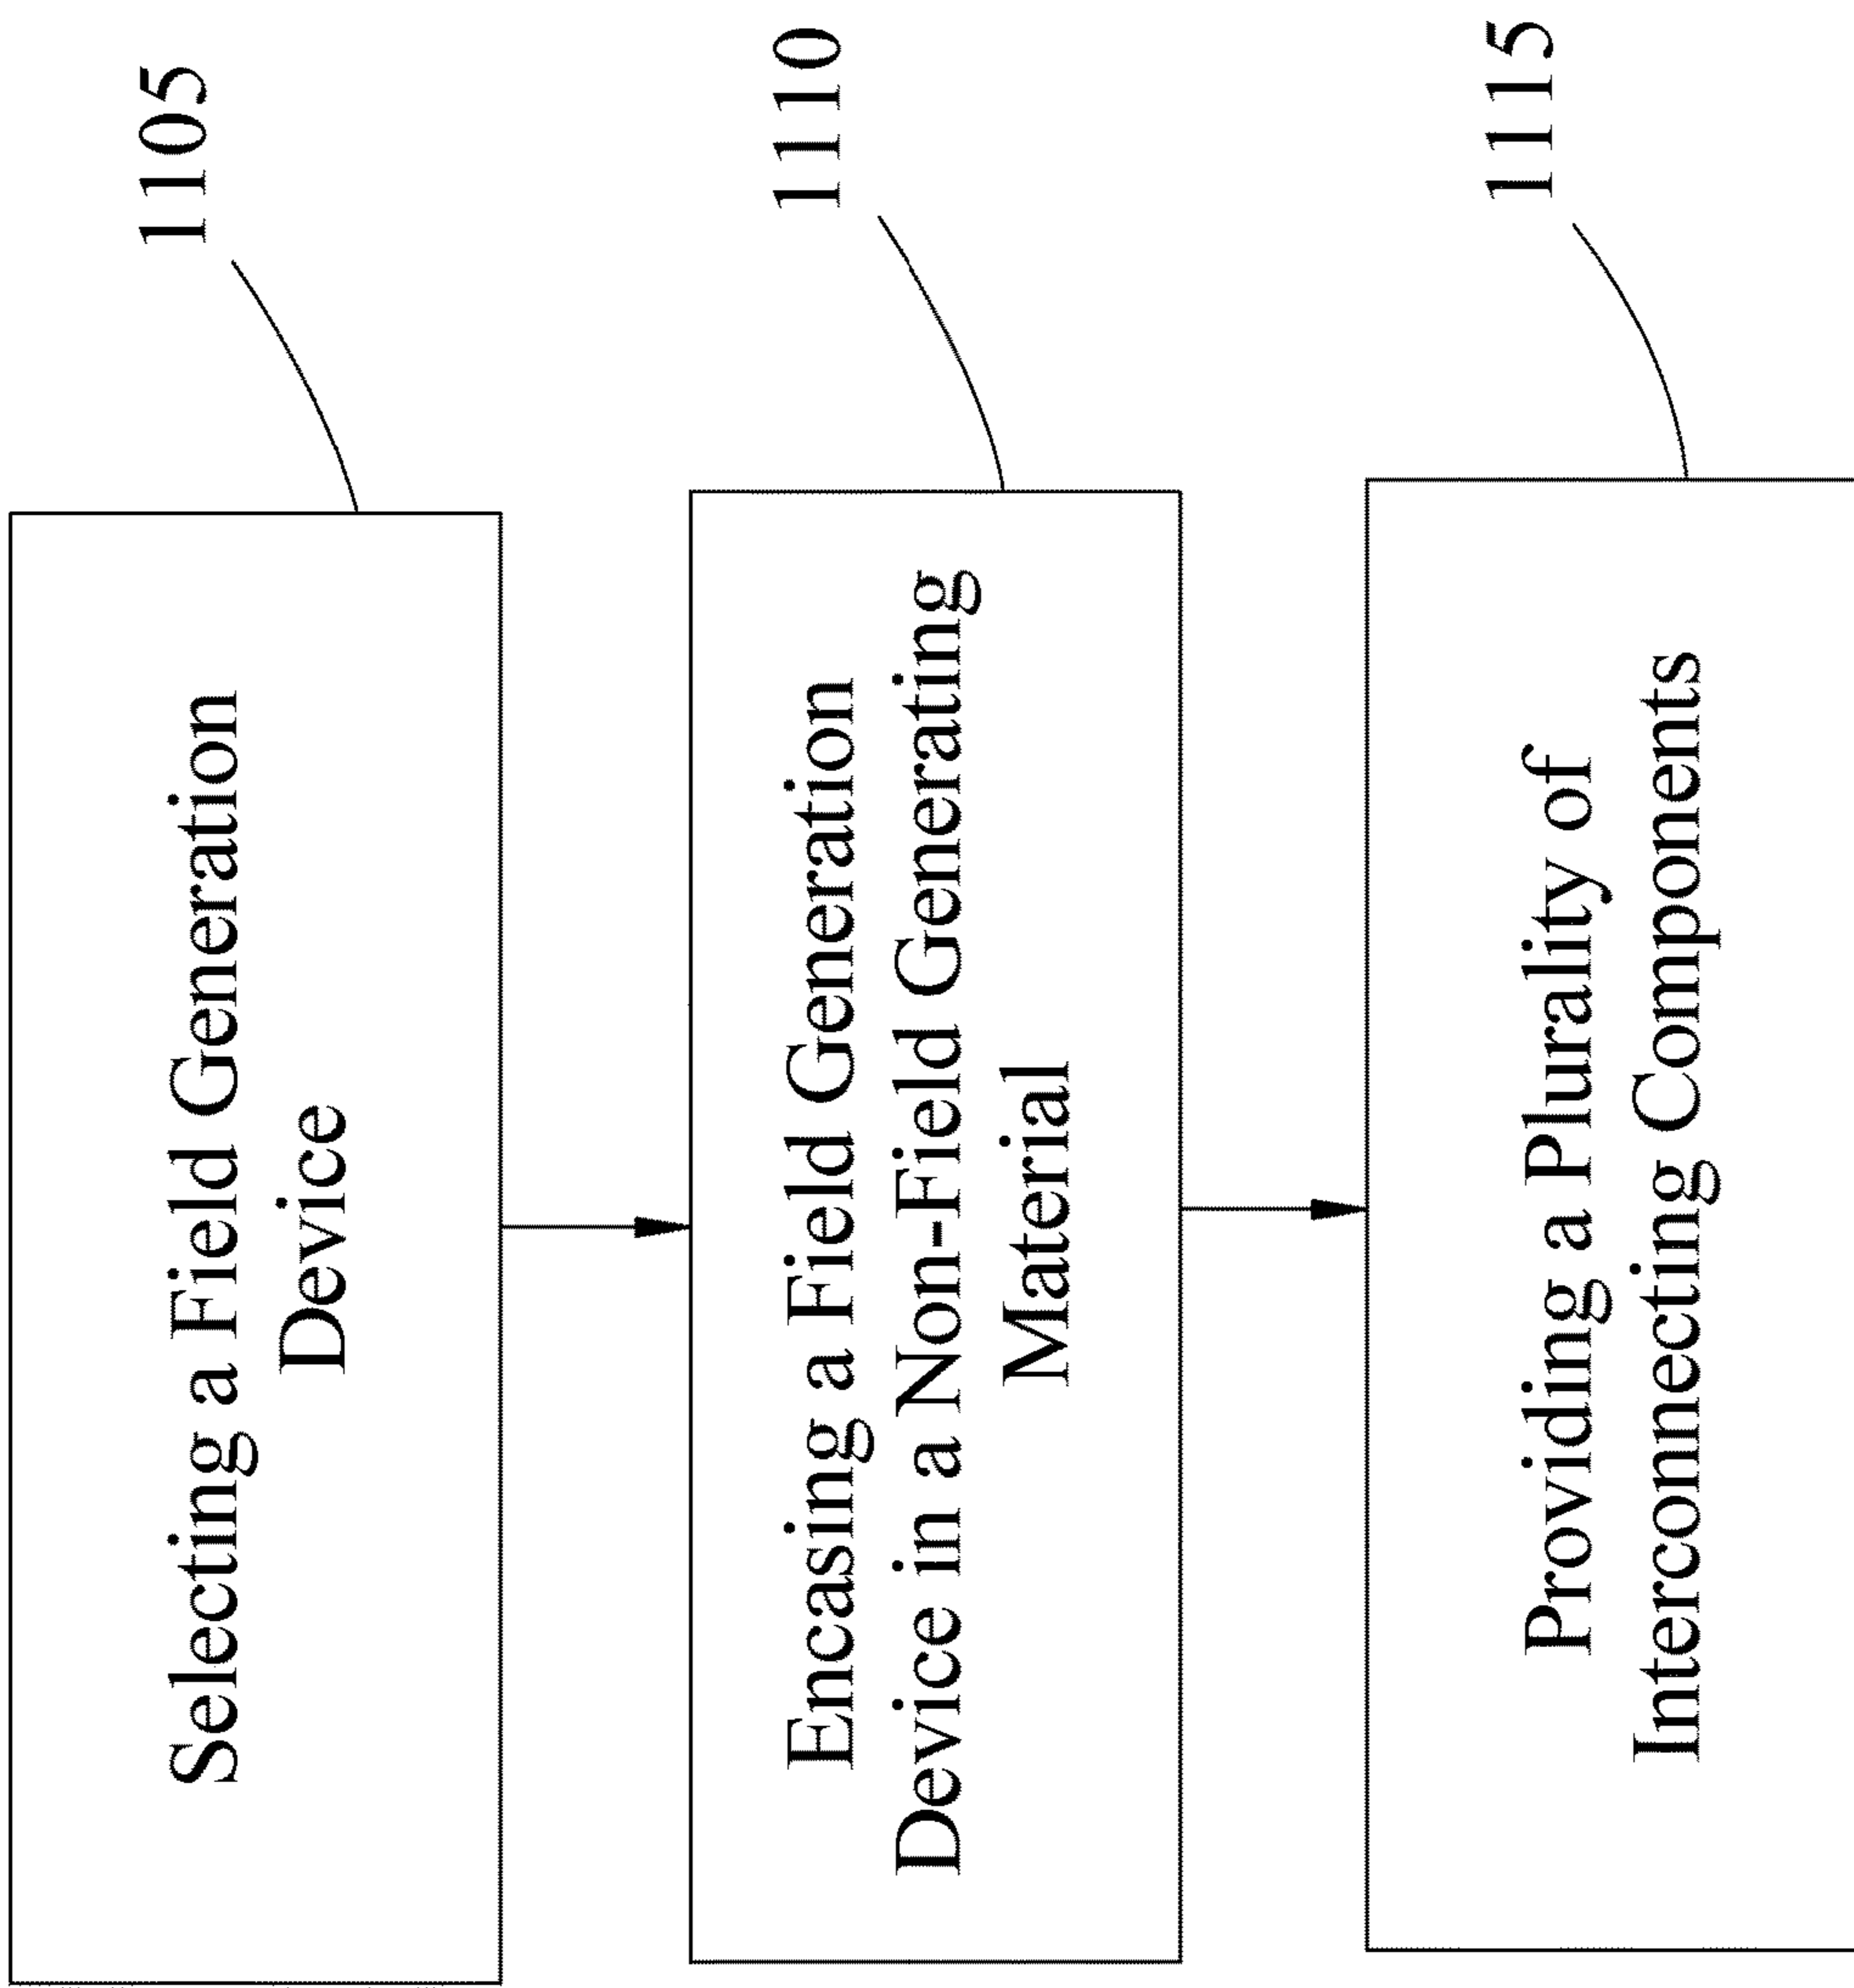 Selecting a Field Generation
Device
1105
Encasing a Field Generation
Device in a Non-Field Generating
Material
1110
Providing a Plurality of
Interconnecting Components
1115